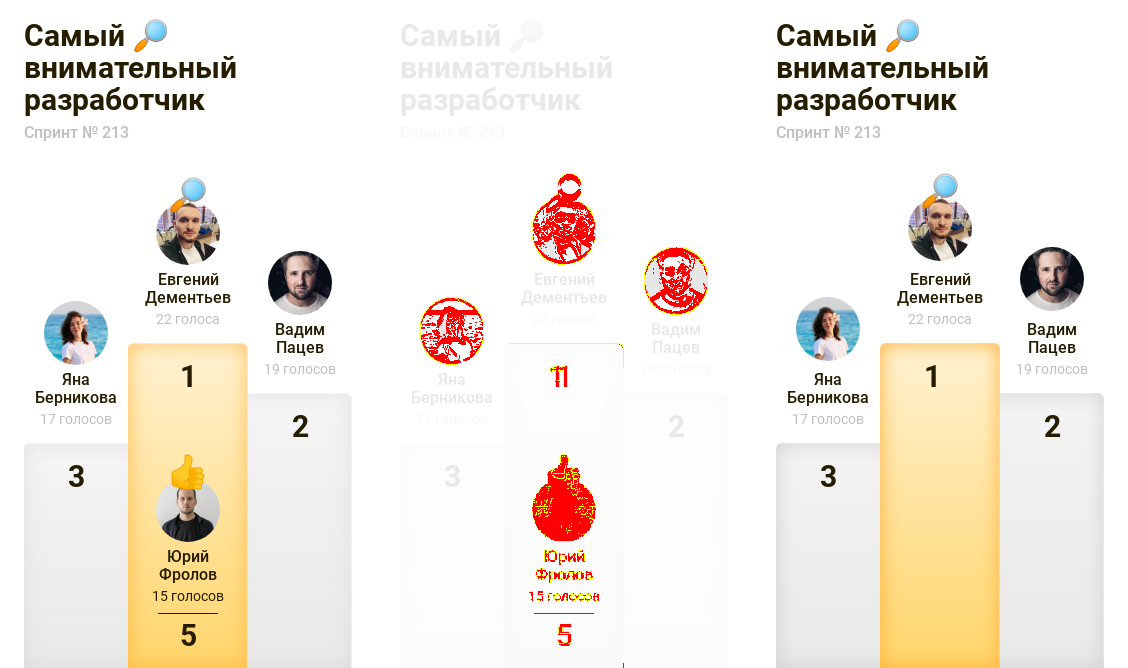 Самый
внимательный
разработчик
Спринт № 213
Евгений
Дементьев
22 голоса
Вадим
Пацев
19 голосов
Яна
Берникова
17 голосов
1
2
3
Юрий
Фролов
15 голосов
5
Самый
внимательный
разработчик
Спринт № 213
Евгений
Дементьев
22 голоса
Вадим
Пацев
19 голосов
Яна
Берникова
17 голосов
11
2
3
Юрий
Фролов
15 голосов
5
Самый
внимательный
разработчик
Спринт № 213
Евгений
Дементьев
22 голоса
Вадим
Пацев
19 голосов
Яна
Берникова
17 голосов
1
2
3